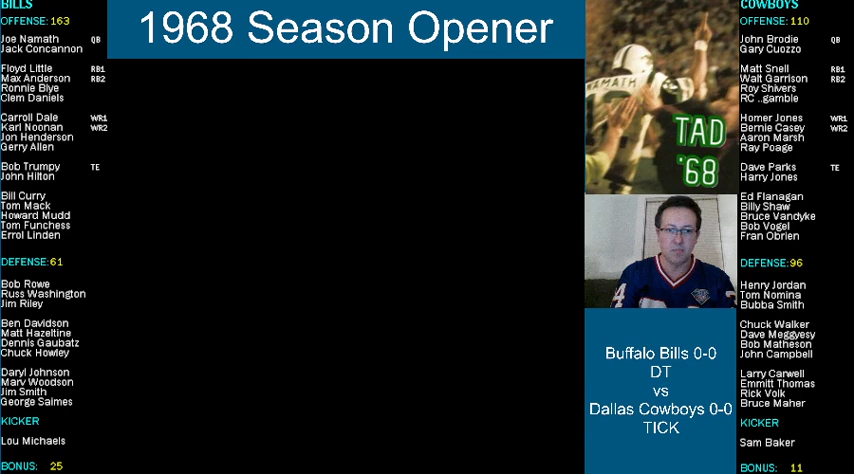 BILLS
OFFENSE: 163
Joe Namath QB
Jack Concannon
Floyd Little RB1
Max Anderson RB2
Ronnie Blye
Clem Daniels
Carroll Dale WR1
Karl Noonan WR2
Jon Henderson
Gerry Allen
Bob Trumpy TE
John Hilton
Bill Curry
Tom Mack
Howard Mudd
Tom Funchess
Errol Linden
DEFENSE: 61
Bob Rowe
Russ Washington
Jim Riley
Ben Davidson
Matt Hazeltine
Dennis Gaubatz
Chuck Howley
Daryl Johnson
Marv Woodson
Jim Smith
George Saimes
KICKER
Lou Michaels
BONUS: 25
1968 Season Opener
NAMATH
TAD
'68
Buffalo Bills 0-0
DT
vs
Dallas Cowboys 0-0
TICK
COWBOYS
OFFENSE: 110
John Brodie QB
Gary Cuozzo
Matt Snell RB1
Walt Garrison RB2
Roy Shivers
RC ..gamble
Homer Jones WR1
Bernie Casey WR2
Aaron Marsh
Ray Poage
Dave Parks TE
Harry Jones
Ed Flanagan
Billy Shaw
Bruce Vandyke
Bob Vogel
Fran Obrien
DEFENSE: 96
Henry Jordan
Tom Nomina
Bubba Smith
Chuck Walker
Dave Meggyesy
Bob Matheson
John Campbell
Larry Carwell
Emmitt Thomas
Rick Volk
Bruce Maher
KICKER
Sam Baker
BONUS: 11